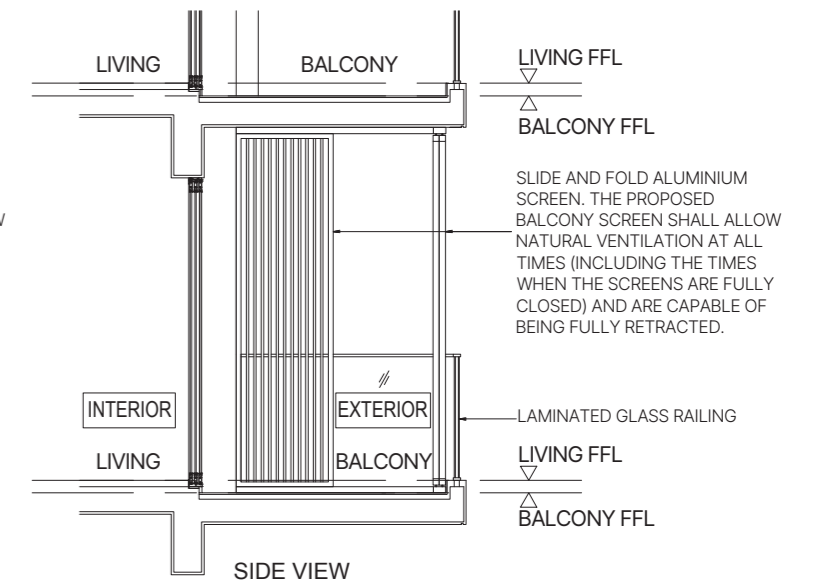 LIVING
BALCONY
LIVING FFL
BALCONY FFL
SLIDE AND FOLD ALUMINIUM
SCREEN. THE PROPOSED
BALCONY SCREEN SHALL ALLOW
NATURAL VENTILATION AT ALL
TIMES (INCLUDING THE TIMES
WHEN THE SCREENS ARE FULLY
CLOSED) AND ARE CAPABLE OF
BEING FULLY RETRACTED.
INTERIOR
EXTERIOR
LAMINATED GLASS RAILING
LIVING
BALCONY
LIVING FFL
BALCONY FFL
SIDE VIEW